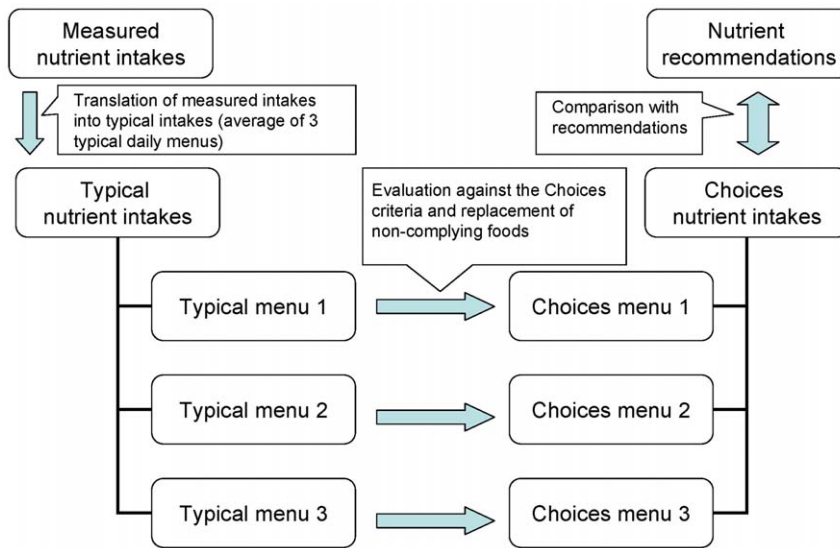 Measured
nutrient intakes
Nutrient
recommendations
Translation of measured intakes
into typical intakes (average of 3
typical daily menus)
Comparison with
recommendations
Typical
nutrient intakes
Evaluation against the Choices
criteria and replacement of
non-complying foods
Choices
nutrient intakes
Typical menu 1
Choices menu 1
Typical menu 2
Choices menu 2
Typical menu 3
Choices menu 3